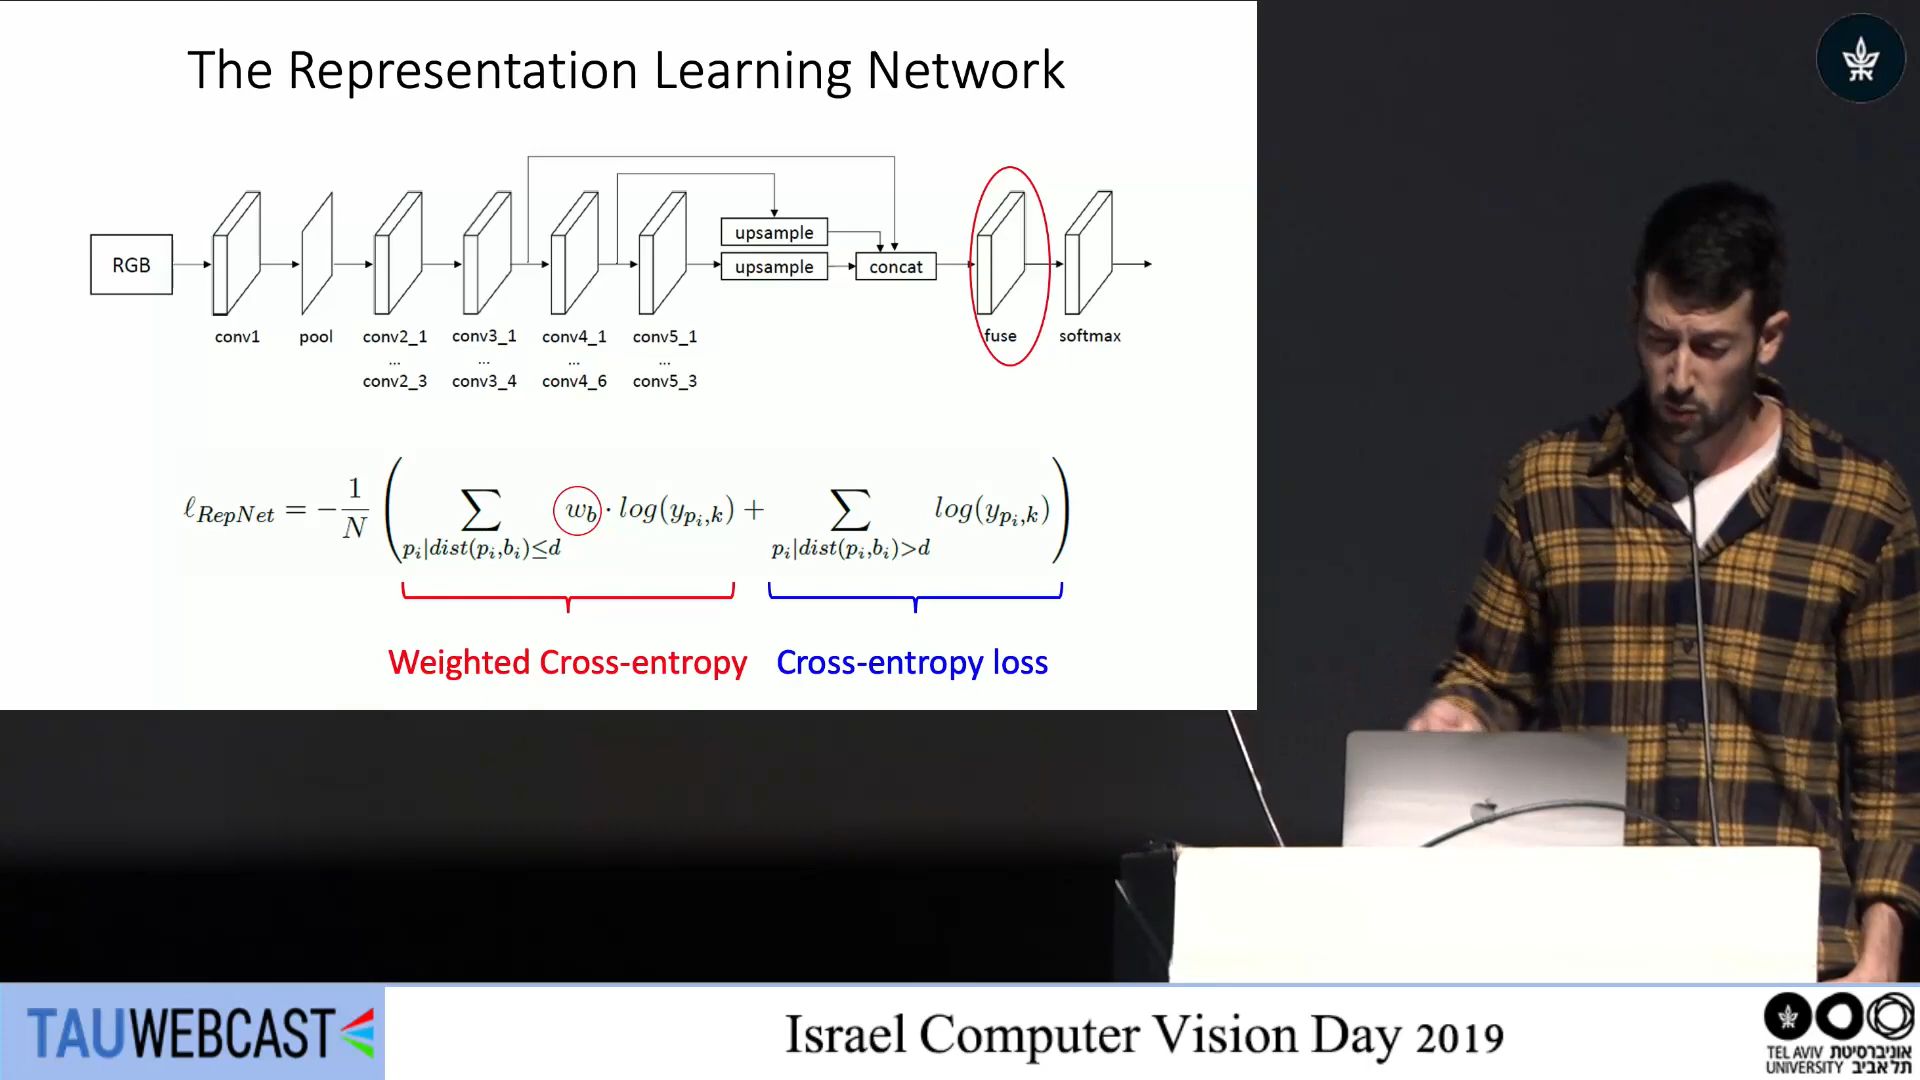 The Representation Learning Network
RGB
upsample
upsample
concat
conv1
pool
conv2_1
...
conv2_3
conv3_1
...
conv3_4
conv4_1
...
conv4_6
conv5_1
...
conv5_3
fuse
softmax
ℓ_RepNet = −1/N ( ∑_{p_i|dist(p_i,b_i)≤d} w_b · log(y_{p_i,k}) + ∑_{p_i|dist(p_i,b_i)>d} log(y_{p_i,k}) )
Weighted Cross-entropy
Cross-entropy loss
TAUWEBCAST
Israel Computer Vision Day 2019
TEL AVIV אוניברסיטת
UNIVERSITY תל אביב